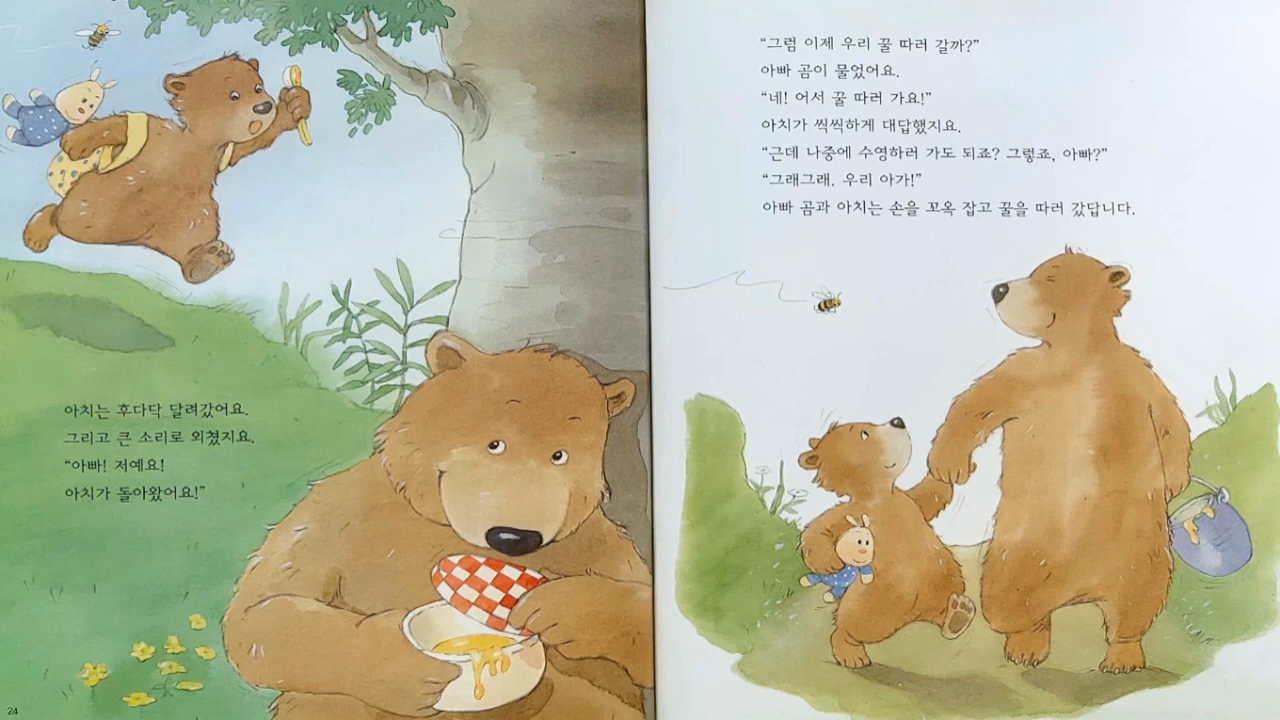 아치는 후다닥 달려갔어요.
그리고 큰 소리로 외쳤지요.
“아빠! 저예요!
아치가 돌아왔어요!”
24
“그럼 이제 우리 꿀 따러 갈까?”
아빠 곰이 물었어요.
“네! 어서 꿀 따러 가요!”
아치가 씩씩하게 대답했지요.
“근데 나중에 수영하러 가도 되죠? 그렇죠, 아빠?”
“그래그래. 우리 아가!”
아빠 곰과 아치는 손을 꼬옥 잡고 꿀을 따러 갔답니다.